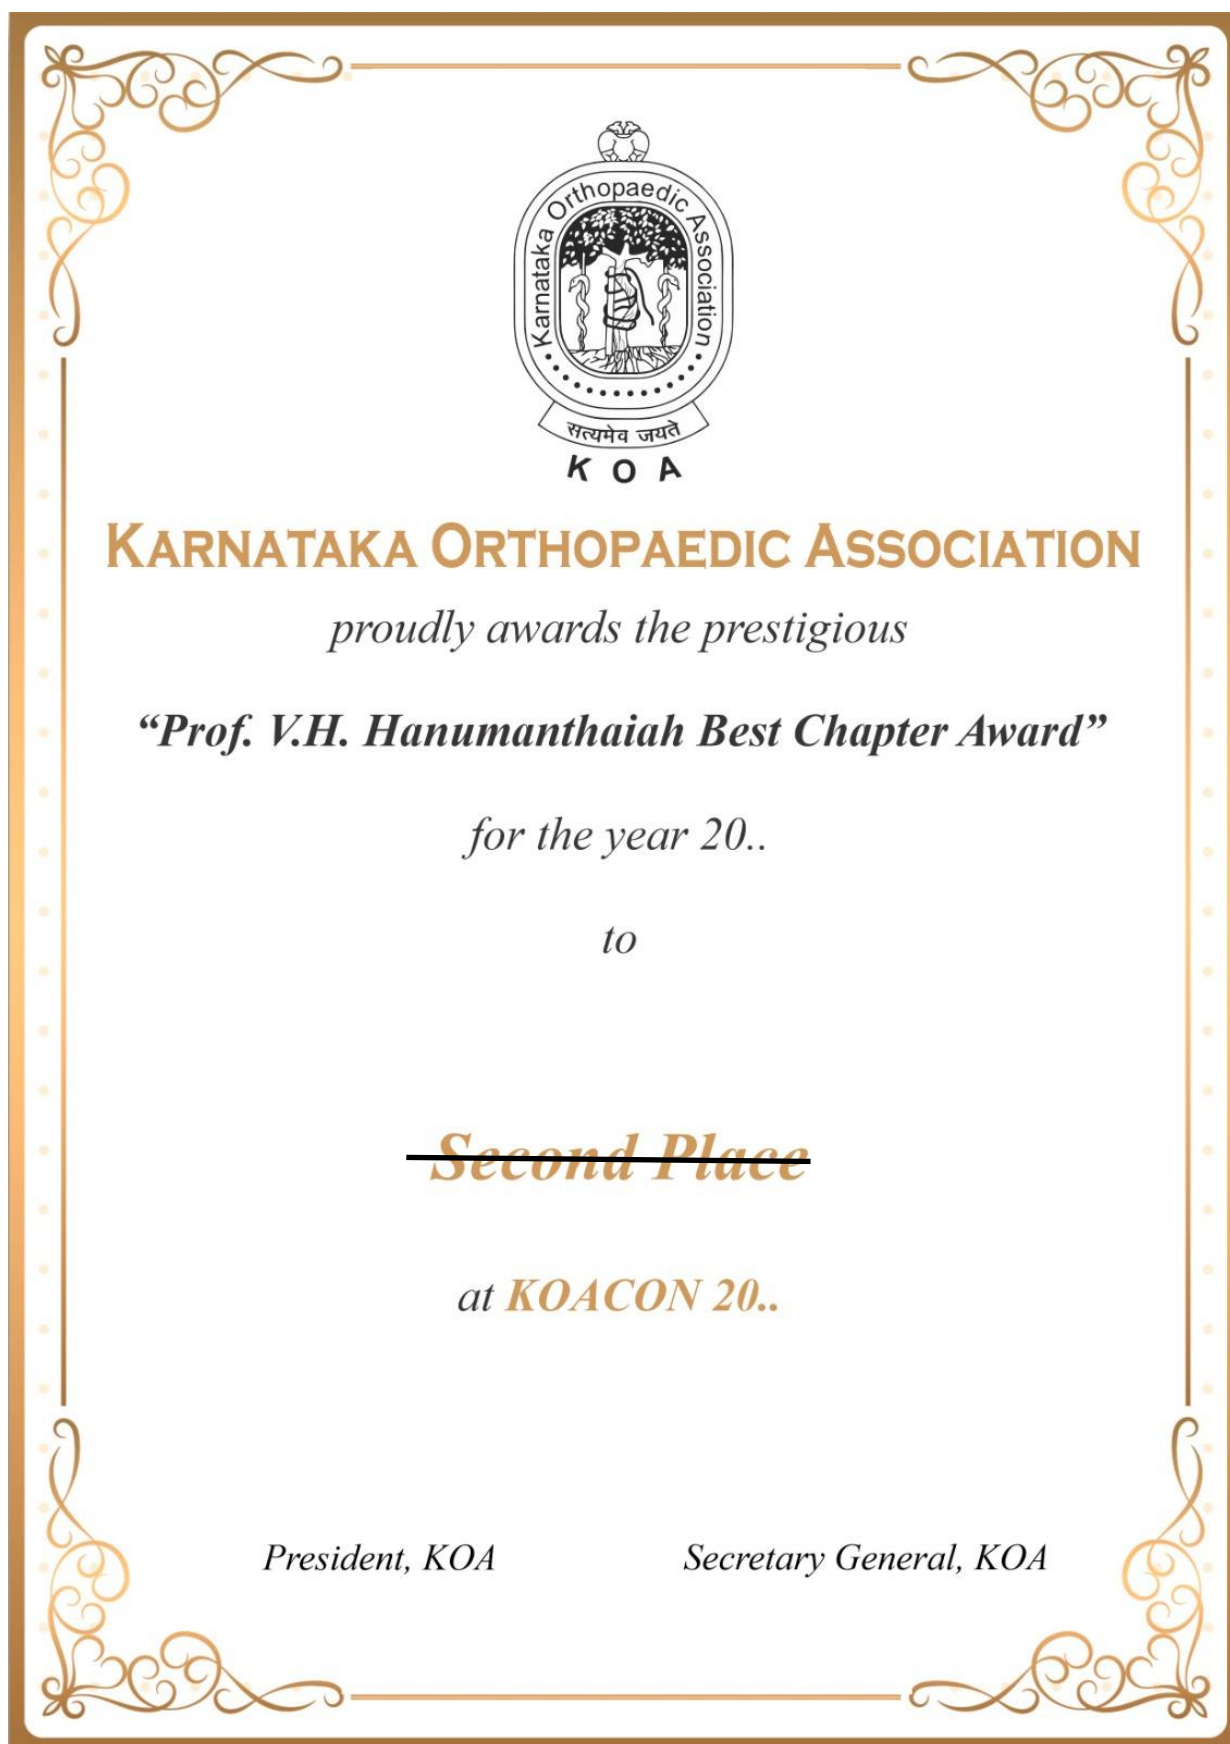 Karnataka Orthopaedic Association
सत्यमेव जयते
K O A
KARNATAKA ORTHOPAEDIC ASSOCIATION
proudly awards the prestigious
“Prof. V.H. Hanumanthaiah Best Chapter Award”
for the year 20..
to
Second Place
at KOACON 20..
President, KOA
Secretary General, KOA